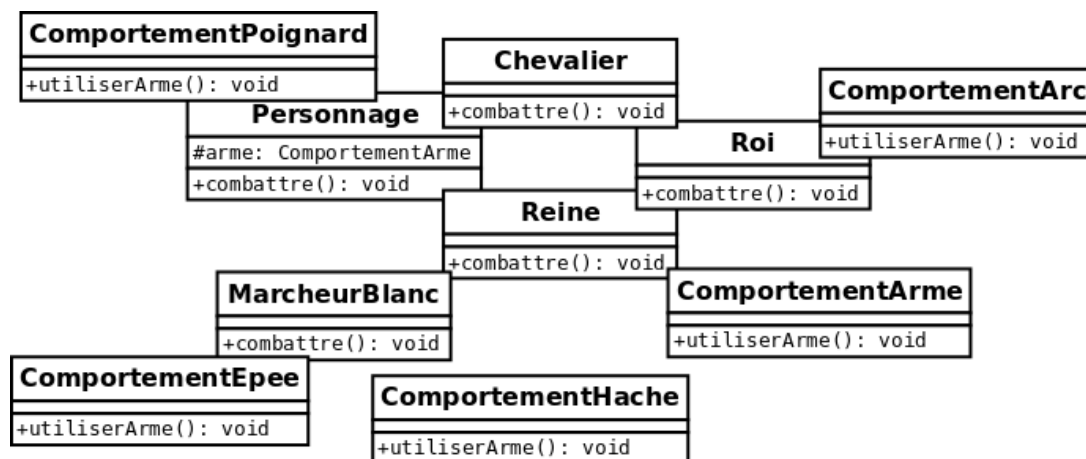 ComportementPoignard
+utiliserArme(): void
Chevalier
+combattre(): void
ComportementArc
+utiliserArme(): void
Personnage
#arme: ComportementArme
+combattre(): void
Roi
+combattre(): void
Reine
+combattre(): void
MarcheurBlanc
+combattre(): void
ComportementArme
+utiliserArme(): void
ComportementEpee
+utiliserArme(): void
ComportementHache
+utiliserArme(): void